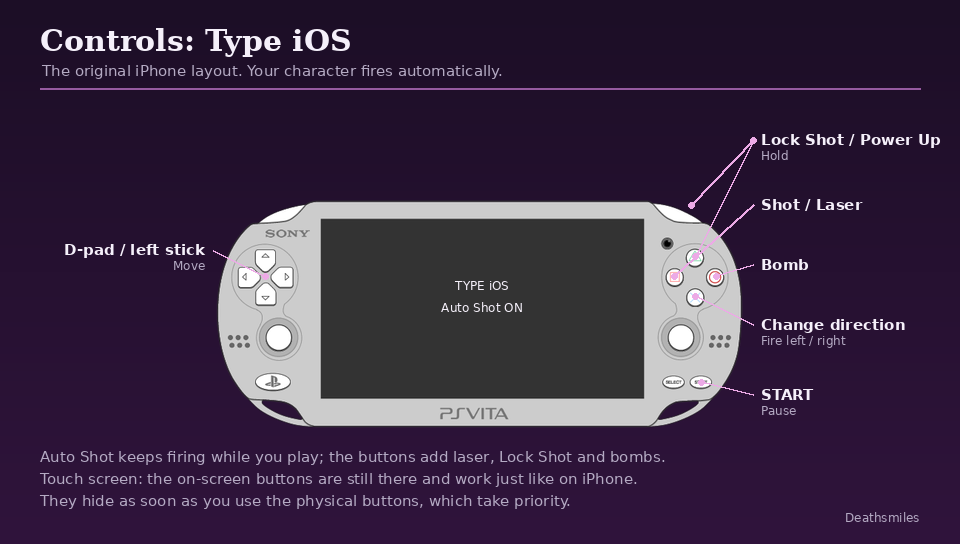 Controls: Type iOS
The original iPhone layout. Your character fires automatically.
Lock Shot / Power Up
Hold
Shot / Laser
SONY
D-pad / left stick
Move
Bomb
TYPE iOS
Auto Shot ON
Change direction
Fire left / right
SELECT
START
Pause
PSVITA
Auto Shot keeps firing while you play; the buttons add laser, Lock Shot and bombs.
Touch screen: the on-screen buttons are still there and work just like on iPhone.
They hide as soon as you use the physical buttons, which take priority.
Deathsmiles